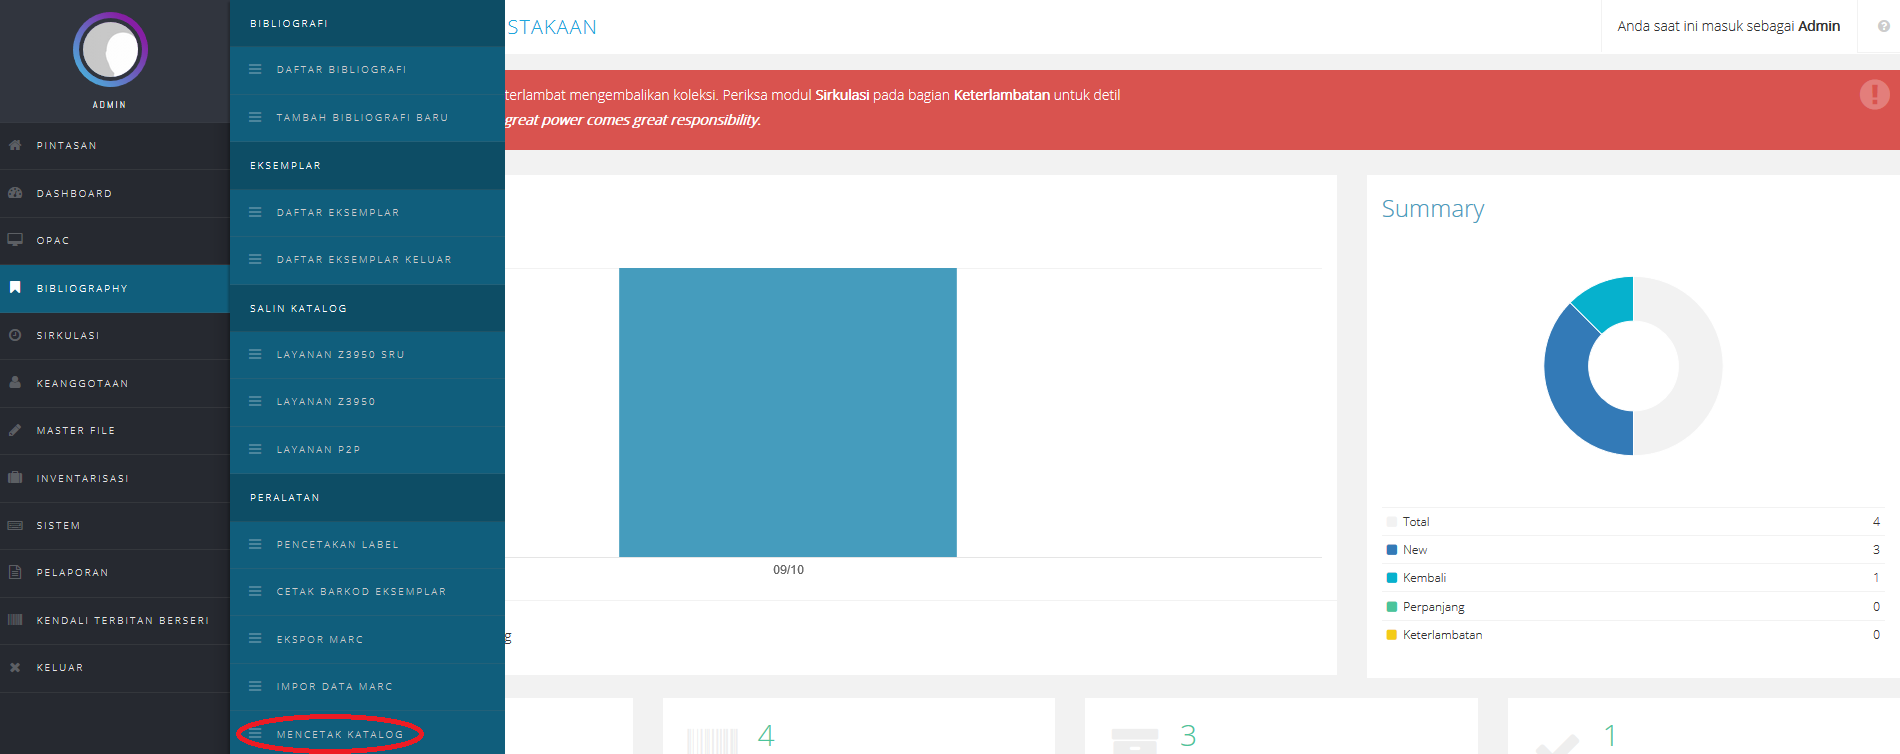 ADMIN
PINTASAN
DASHBOARD
OPAC
BIBLIOGRAPHY
SIRKULASI
KEANGGOTAAN
MASTER FILE
INVENTARISASI
SISTEM
PELAPORAN
KENDALI TERBITAN BERSERI
KELUAR
BIBLIOGRAFI
DAFTAR BIBLIOGRAFI
TAMBAH BIBLIOGRAFI BARU
EKSEMPLAR
DAFTAR EKSEMPLAR
DAFTAR EKSEMPLAR KELUAR
SALIN KATALOG
LAYANAN Z3950 SRU
LAYANAN Z3950
LAYANAN P2P
PERALATAN
PENCETAKAN LABEL
CETAK BARKOD EKSEMPLAR
EKSPOR MARC
IMPOR DATA MARC
MENCETAK KATALOG
STAKAAN
Anda saat ini masuk sebagai Admin
terlambat mengembalikan koleksi. Periksa modul Sirkulasi pada bagian Keterlambatan untuk detil
great power comes great responsibility.
09/10
g
Summary
Total 4
New 3
Kembali 1
Perpanjang 0
Keterlambatan 0
4
3
1